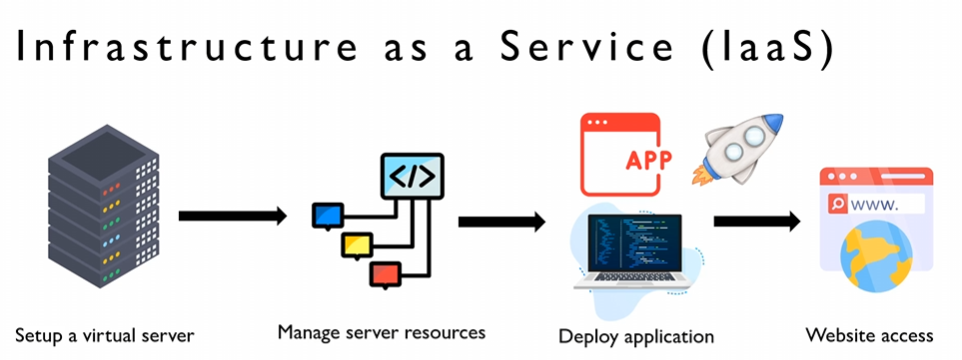 Infrastructure as a Service (IaaS)
</>
APP
www.
Setup a virtual server
Manage server resources
Deploy application
Website access